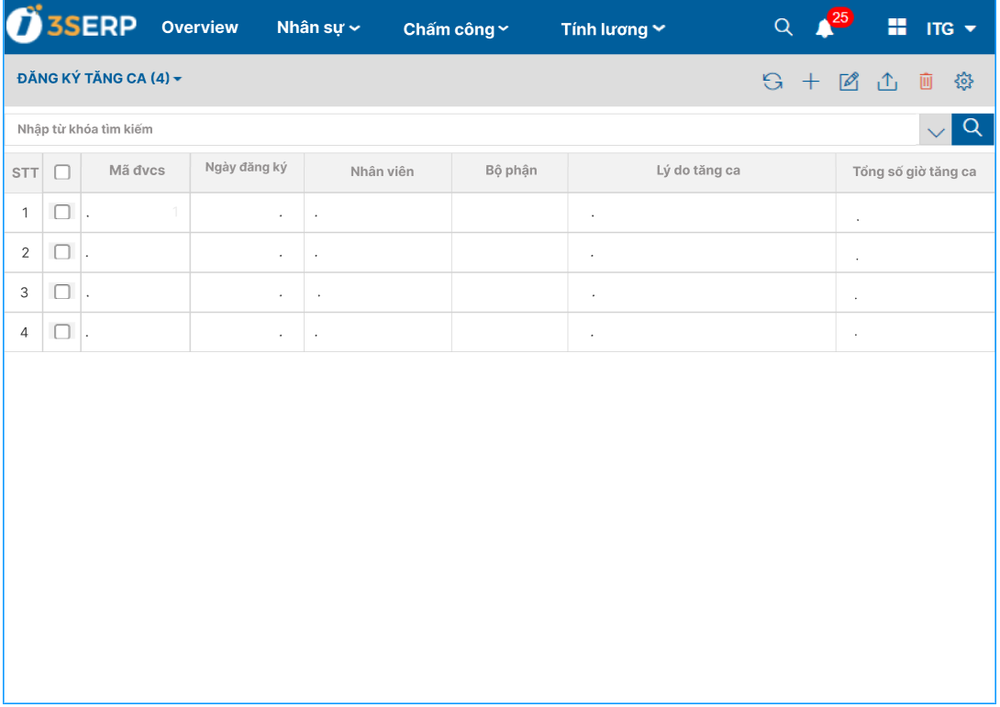 3SERP Overview Nhân sự Chấm công Tính lương 25 ITG
ĐĂNG KÝ TĂNG CA (4)
Nhập từ khóa tìm kiếm
STT Mã đvcs Ngày đăng ký Nhân viên Bộ phận Lý do tăng ca Tổng số giờ tăng ca
1 . 1 . . . .
2 . . . . .
3 . . . . .
4 . . . . .